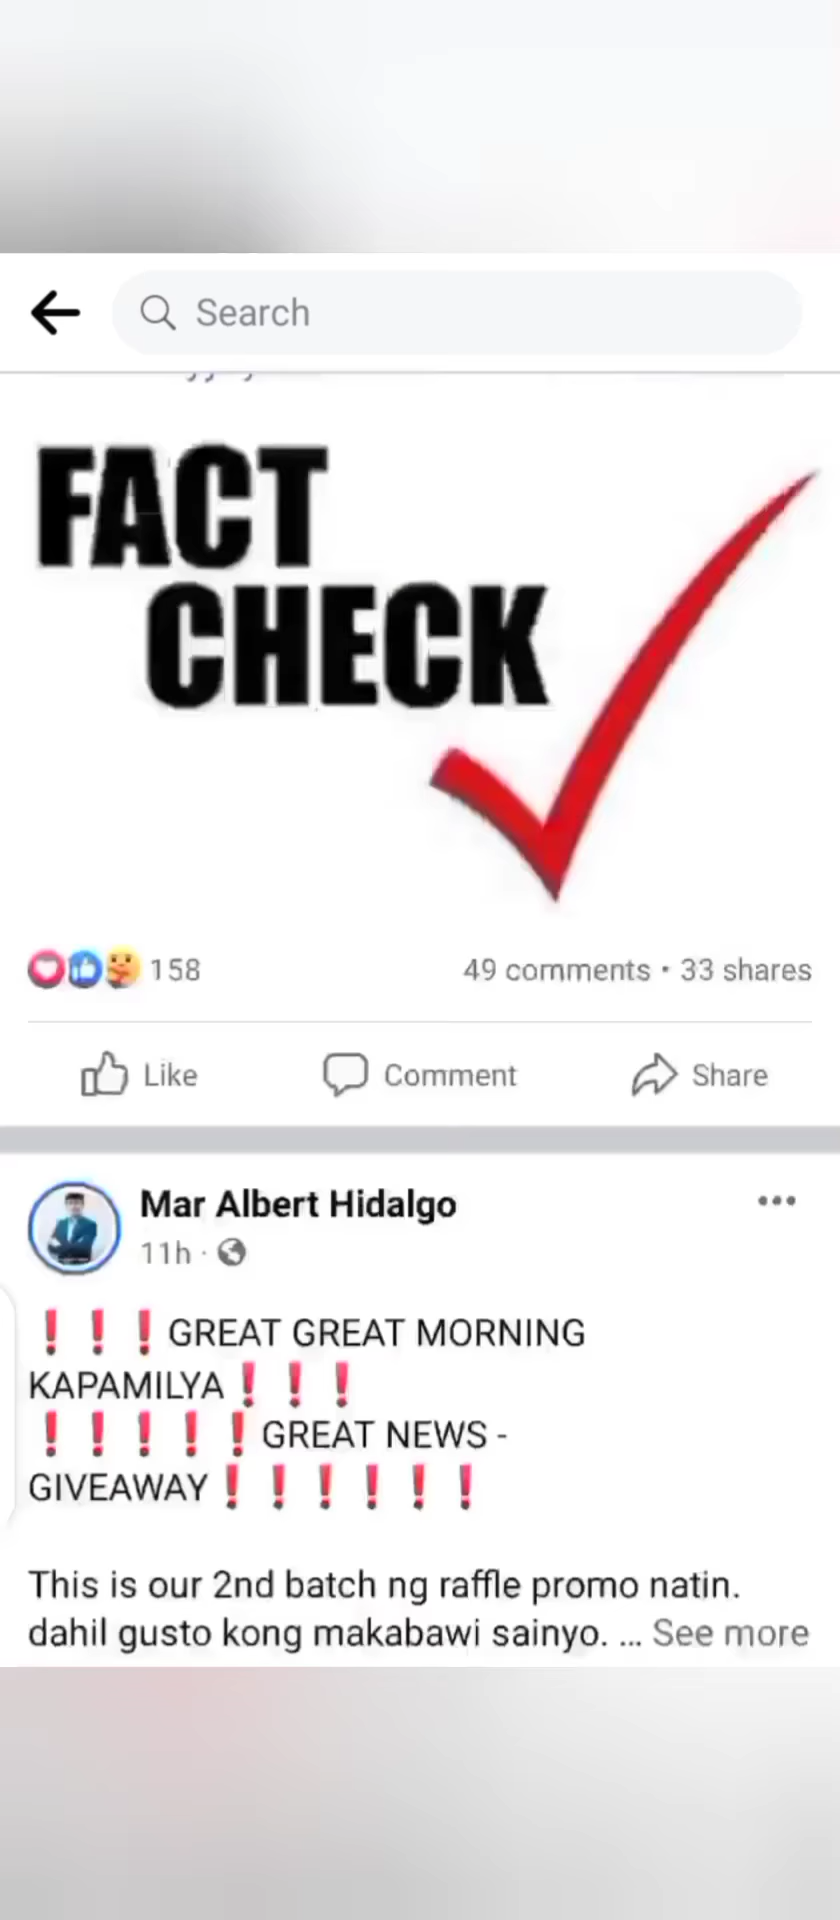 Search
FACT
CHECK
158
49 comments • 33 shares
Like
Comment
Share
Mar Albert Hidalgo
11h ·
❗❗❗GREAT GREAT MORNING
KAPAMILYA❗❗❗
❗❗❗❗❗GREAT NEWS -
GIVEAWAY❗❗❗❗❗❗
This is our 2nd batch ng raffle promo natin.
dahil gusto kong makabawi sainyo. ... See more